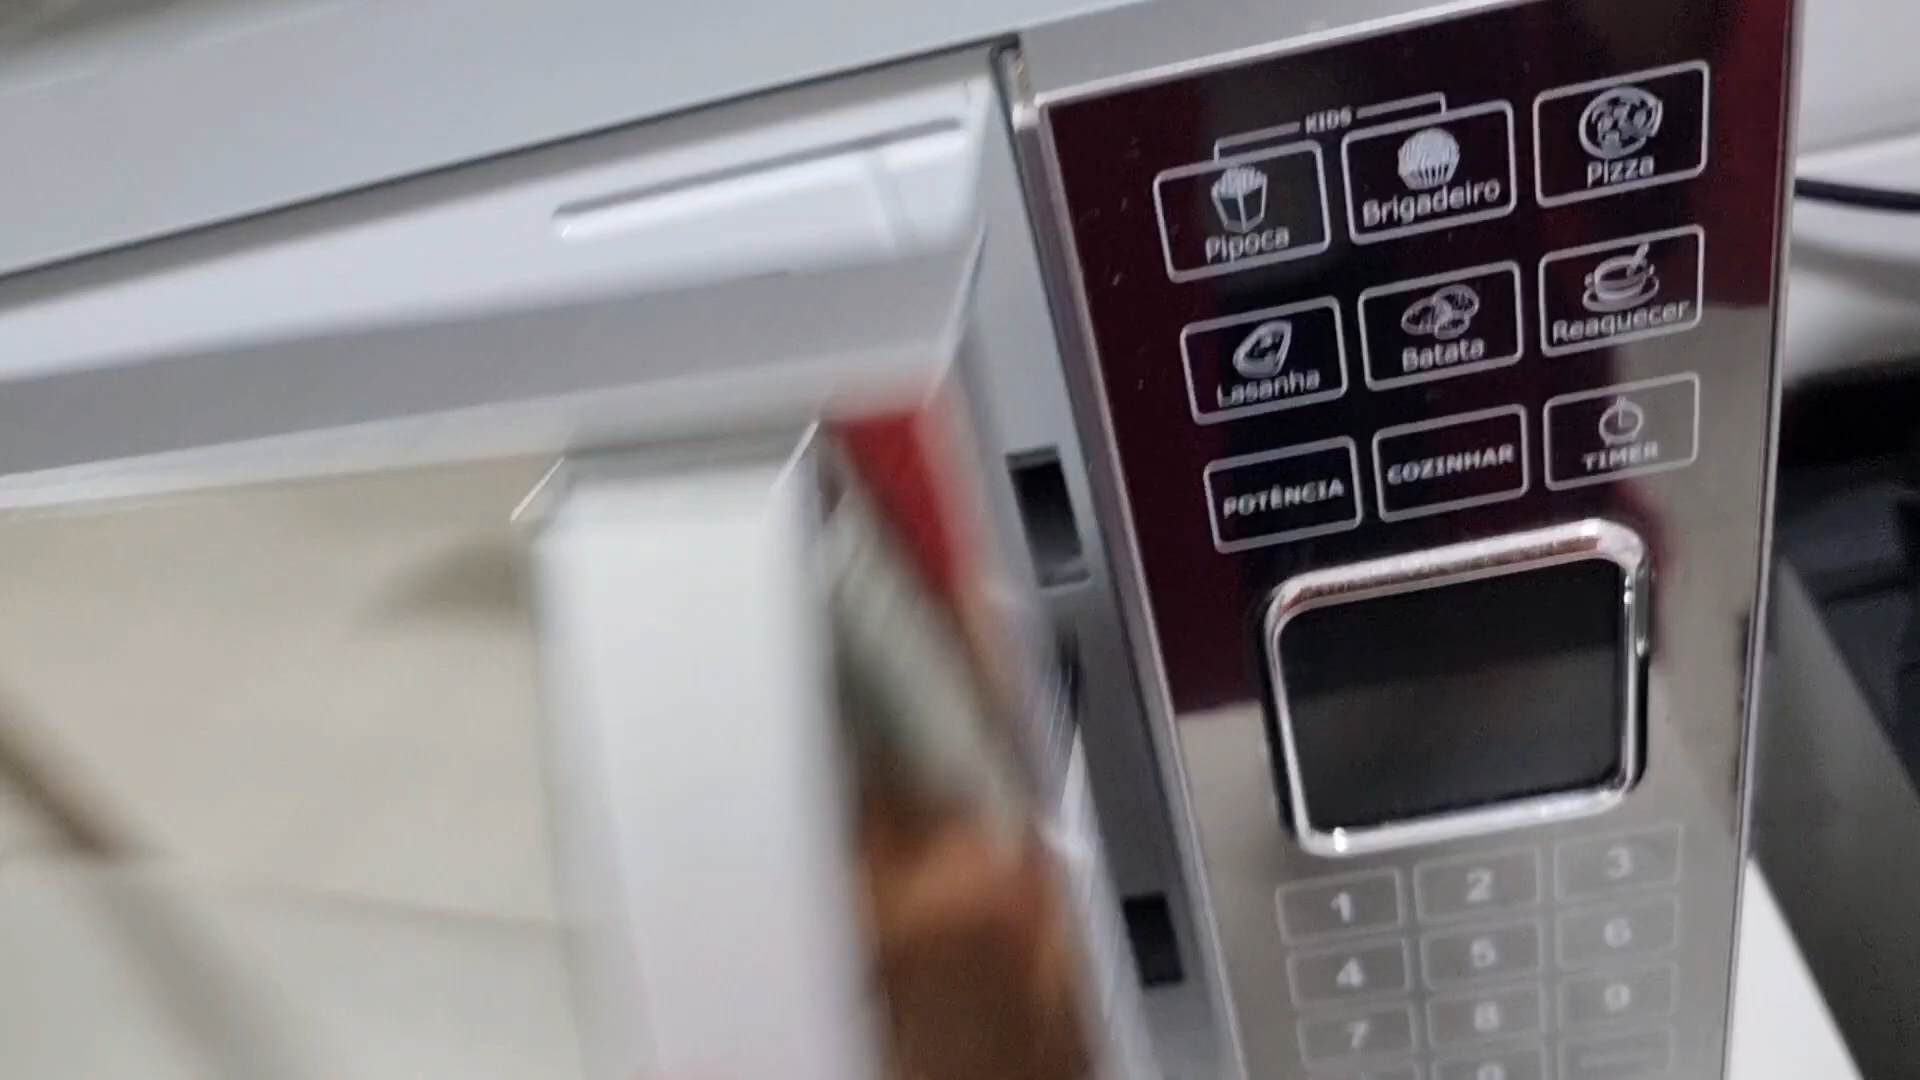 KIDS
Pipoca
Brigadeiro
Pizza
Lasanha
Batata
Reaquecer
POTÊNCIA
COZINHAR
TIMER
1 2 3
4 5 6
7 8 9
0